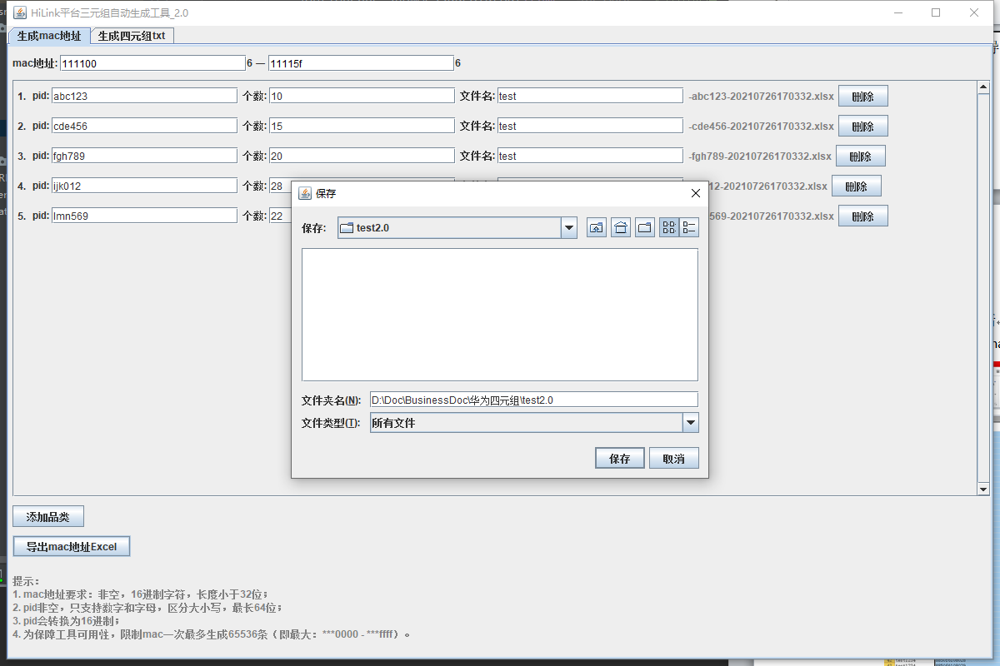 HiLink平台三元组自动生成工具_2.0
生成mac地址 生成四元组txt
mac地址: 111100 6 — 11115f 6
1. pid: abc123 个数: 10 文件名: test -abc123-20210726170332.xlsx 删除
2. pid: cde456 个数: 15 文件名: test -cde456-20210726170332.xlsx 删除
3. pid: fgh789 个数: 20 文件名: test -fgh789-20210726170332.xlsx 删除
4. pid: ijk012 个数: 28 12-20210726170332.xlsx 删除
5. pid: lmn569 个数: 22 569-20210726170332.xlsx 删除
保存
保存: test2.0
文件夹名(N): D:\Doc\BusinessDoc\华为四元组\test2.0
文件类型(T): 所有文件
保存 取消
添加品类
导出mac地址Excel
提示：
1. mac地址要求：非空，16进制字符，长度小于32位；
2. pid非空，只支持数字和字母，区分大小写，最长64位；
3. pid会转换为16进制；
4. 为保障工具可用性，限制mac一次最多生成65536条（即最大：***0000 - ***ffff）。